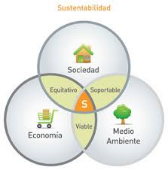 Sustentabilidad
Sociedad
Equitativo
Soportable
S
Economía
Viable
Medio
Ambiente